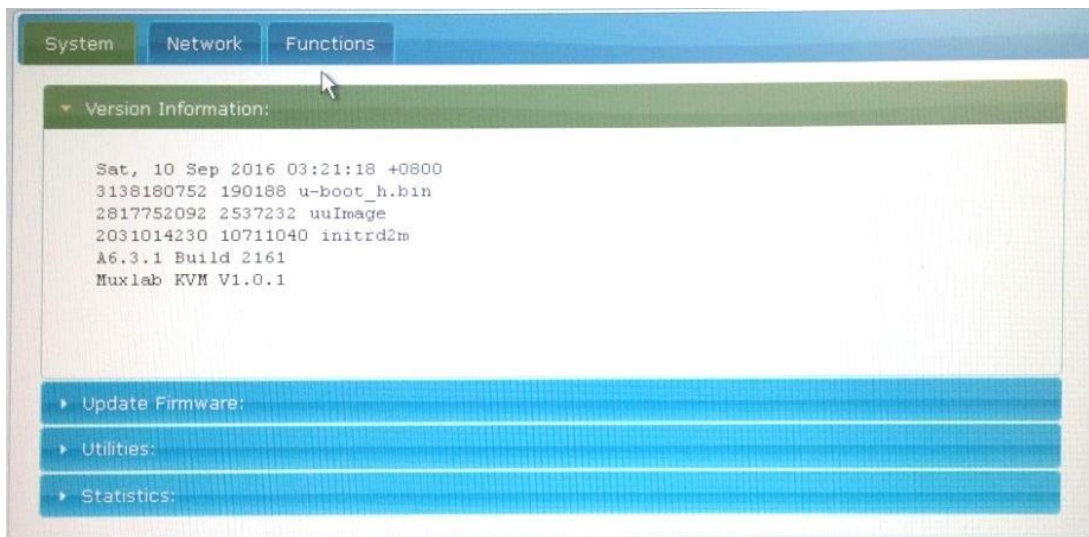 System Network Functions
Version Information:
Sat, 10 Sep 2016 03:21:18 +0800
3138180752 190188 u-boot_h.bin
2817752092 2537232 uuImage
2031014230 10711040 initrd2m
A6.3.1 Build 2161
Muxlab KVM V1.0.1
Update Firmware:
Utilities:
Statistics: